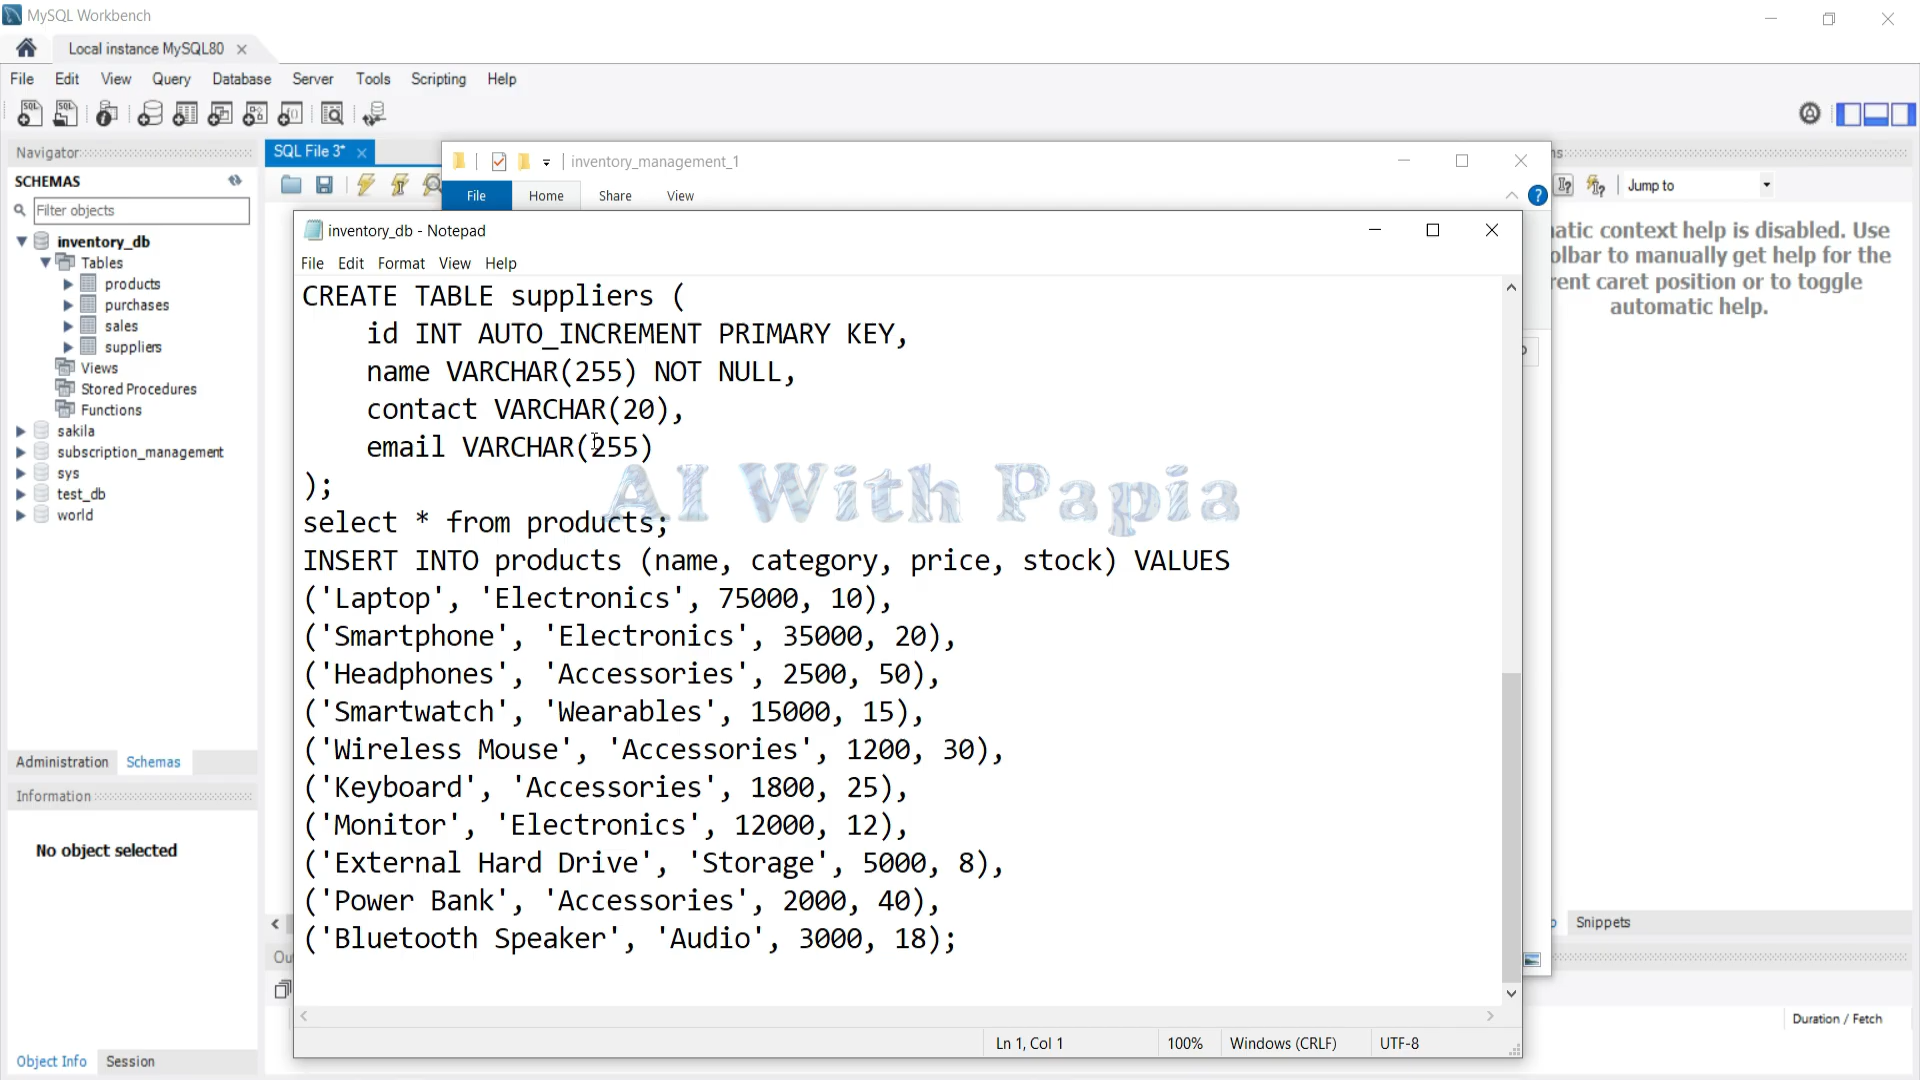 MySQL Workbench
Local instance MySQL80
File Edit View Query Database Server Tools Scripting Help
Navigator
SCHEMAS
Filter objects
inventory_db
Tables
products
purchases
sales
suppliers
Views
Stored Procedures
Functions
sakila
subscription_management
sys
test_db
world
Administration Schemas
Information
No object selected
Object Info Session
SQL File 3*
inventory_management_1
File Home Share View
Jump to
atic context help is disabled. Use
olbar to manually get help for the
rent caret position or to toggle
automatic help.
inventory_db - Notepad
File Edit Format View Help
CREATE TABLE suppliers (
id INT AUTO_INCREMENT PRIMARY KEY,
name VARCHAR(255) NOT NULL,
contact VARCHAR(20),
email VARCHAR(255)
);
AI With Papia
select * from products;
INSERT INTO products (name, category, price, stock) VALUES
('Laptop', 'Electronics', 75000, 10),
('Smartphone', 'Electronics', 35000, 20),
('Headphones', 'Accessories', 2500, 50),
('Smartwatch', 'Wearables', 15000, 15),
('Wireless Mouse', 'Accessories', 1200, 30),
('Keyboard', 'Accessories', 1800, 25),
('Monitor', 'Electronics', 12000, 12),
('External Hard Drive', 'Storage', 5000, 8),
('Power Bank', 'Accessories', 2000, 40),
('Bluetooth Speaker', 'Audio', 3000, 18);
Ln 1, Col 1 100% Windows (CRLF) UTF-8
Snippets
Ou
Duration / Fetch